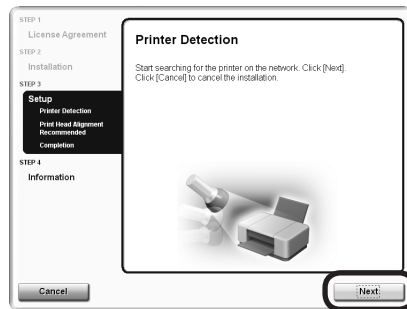 STEP 1
License Agreement
STEP 2
Installation
STEP 3
Setup
Printer Detection
Print Head Alignment
Recommended
Completion
STEP 4
Information
Printer Detection
Start searching for the printer on the network. Click [Next].
Click [Cancel] to cancel the installation.
Cancel
Next